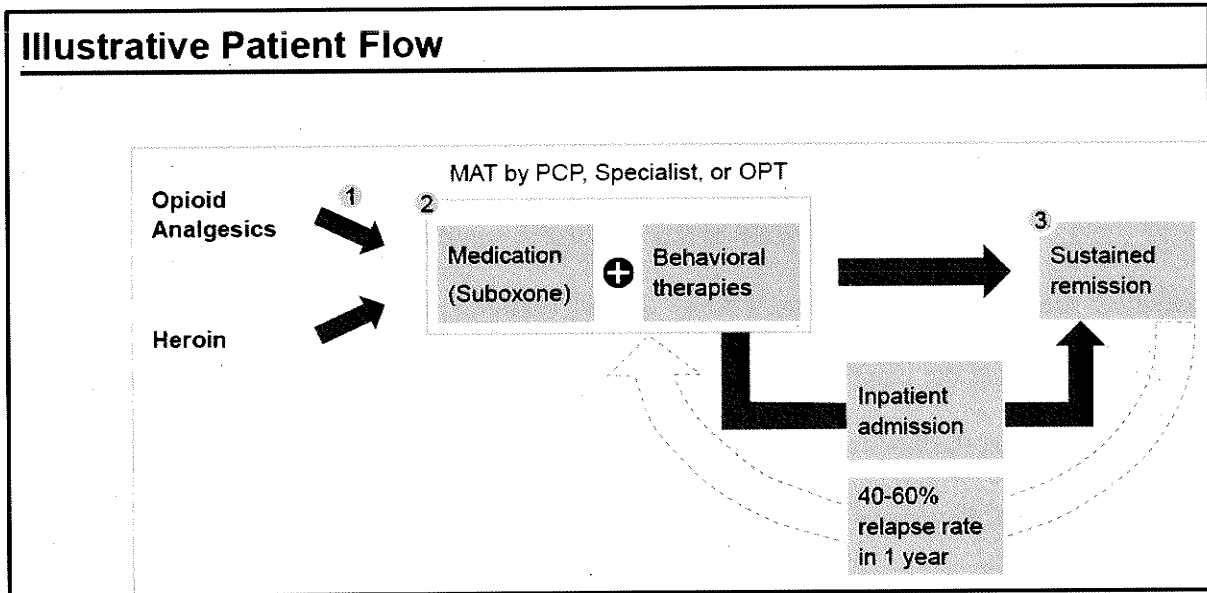 Illustrative Patient Flow
MAT by PCP, Specialist, or OPT
Opioid
Analgesics
1
Heroin
2
Medication
(Suboxone)
+
Behavioral
therapies
3
Sustained
remission
Inpatient
admission
40-60%
relapse rate
in 1 year